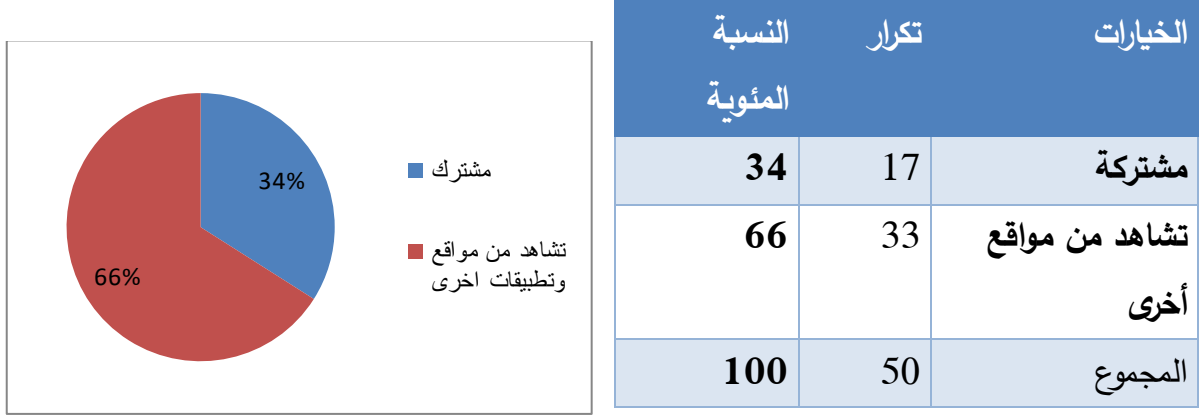 الخيارات تكرار النسبة
المئوية
مشتركة 17 34
تشاهد من مواقع 33 66
أخرى
المجموع 50 100
34%
66%
مشترك
تشاهد من مواقع
وتطبيقات اخرى